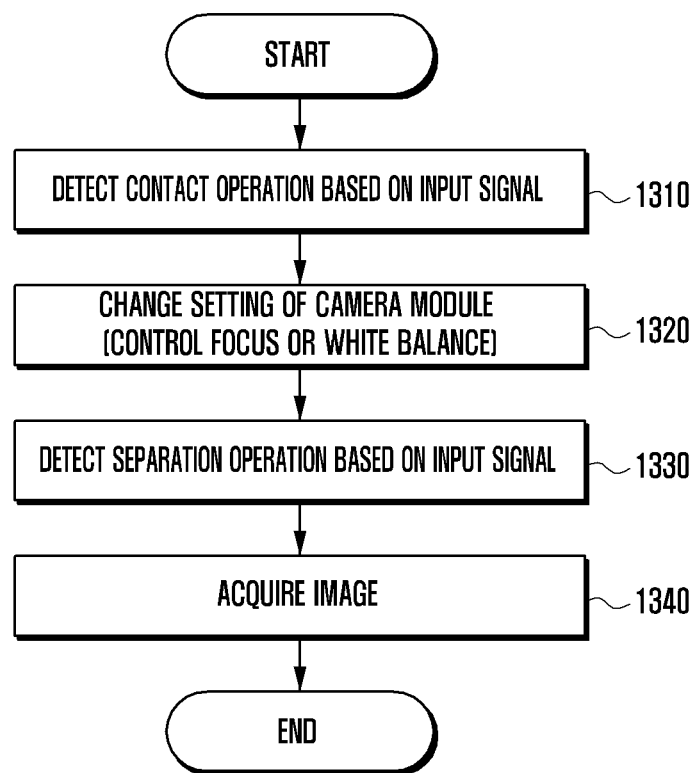 START
DETECT CONTACT OPERATION BASED ON INPUT SIGNAL
1310
CHANGE SETTING OF CAMERA MODULE
(CONTROL FOCUS OR WHITE BALANCE)
1320
DETECT SEPARATION OPERATION BASED ON INPUT SIGNAL
1330
ACQUIRE IMAGE
1340
END